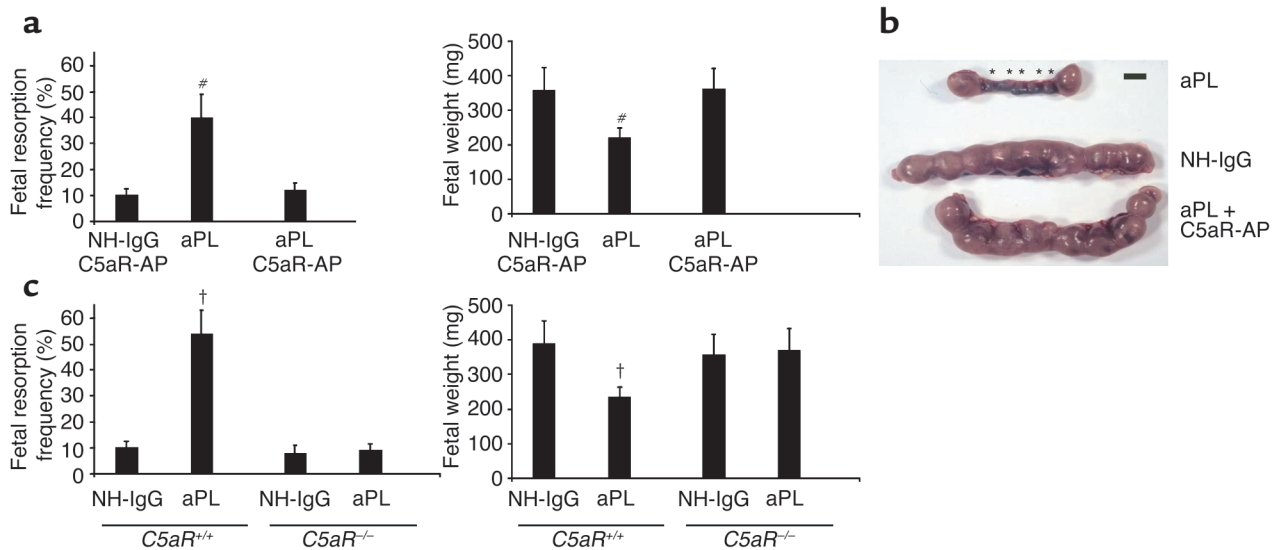 a
Fetal resorption
frequency (%)
60
50
40
30
20
10
0
#
NH-IgG
C5aR-AP
aPL
aPL
C5aR-AP
Fetal weight (mg)
500
400
300
200
100
0
#
NH-IgG
C5aR-AP
aPL
aPL
C5aR-AP
b
* * * * *
aPL
NH-IgG
aPL +
C5aR-AP
c
Fetal resorption
frequency (%)
60
50
40
30
20
10
0
†
NH-IgG aPL NH-IgG aPL
C5aR+/+ C5aR–/–
Fetal weight (mg)
500
400
300
200
100
0
†
NH-IgG aPL NH-IgG aPL
C5aR+/+ C5aR–/–